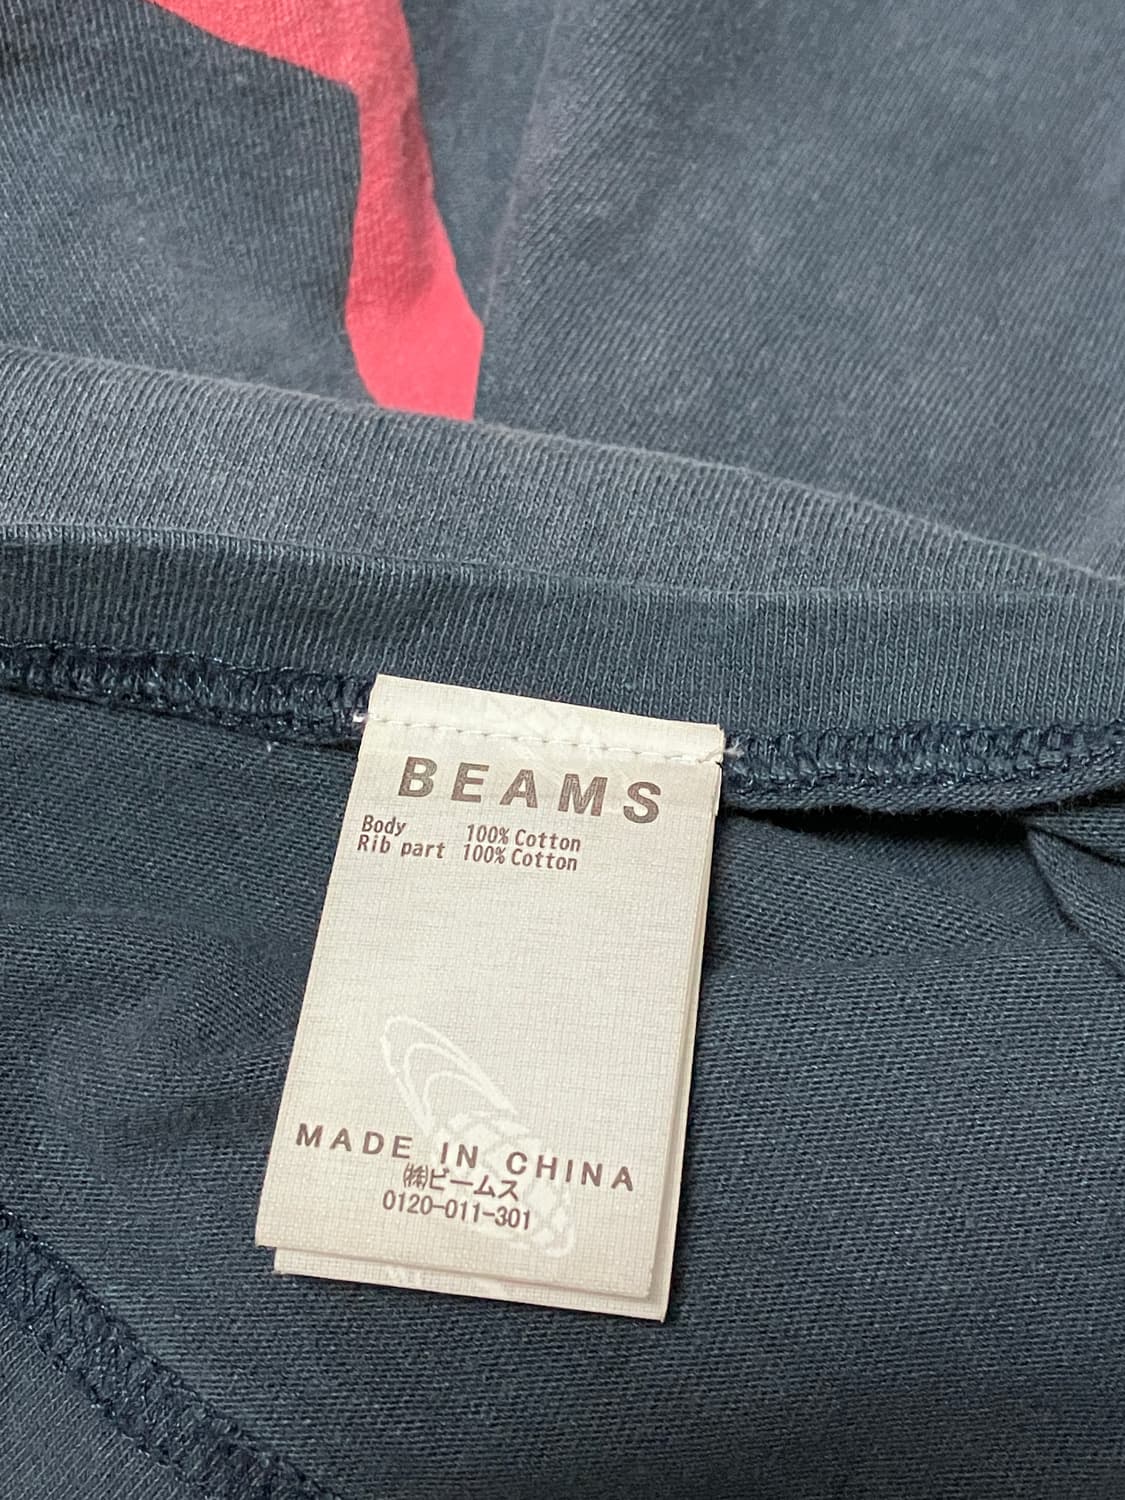 BEAMS
Body 100% Cotton
Rib part 100% Cotton
MADE IN CHINA
㈱ビームス
0120-011-301